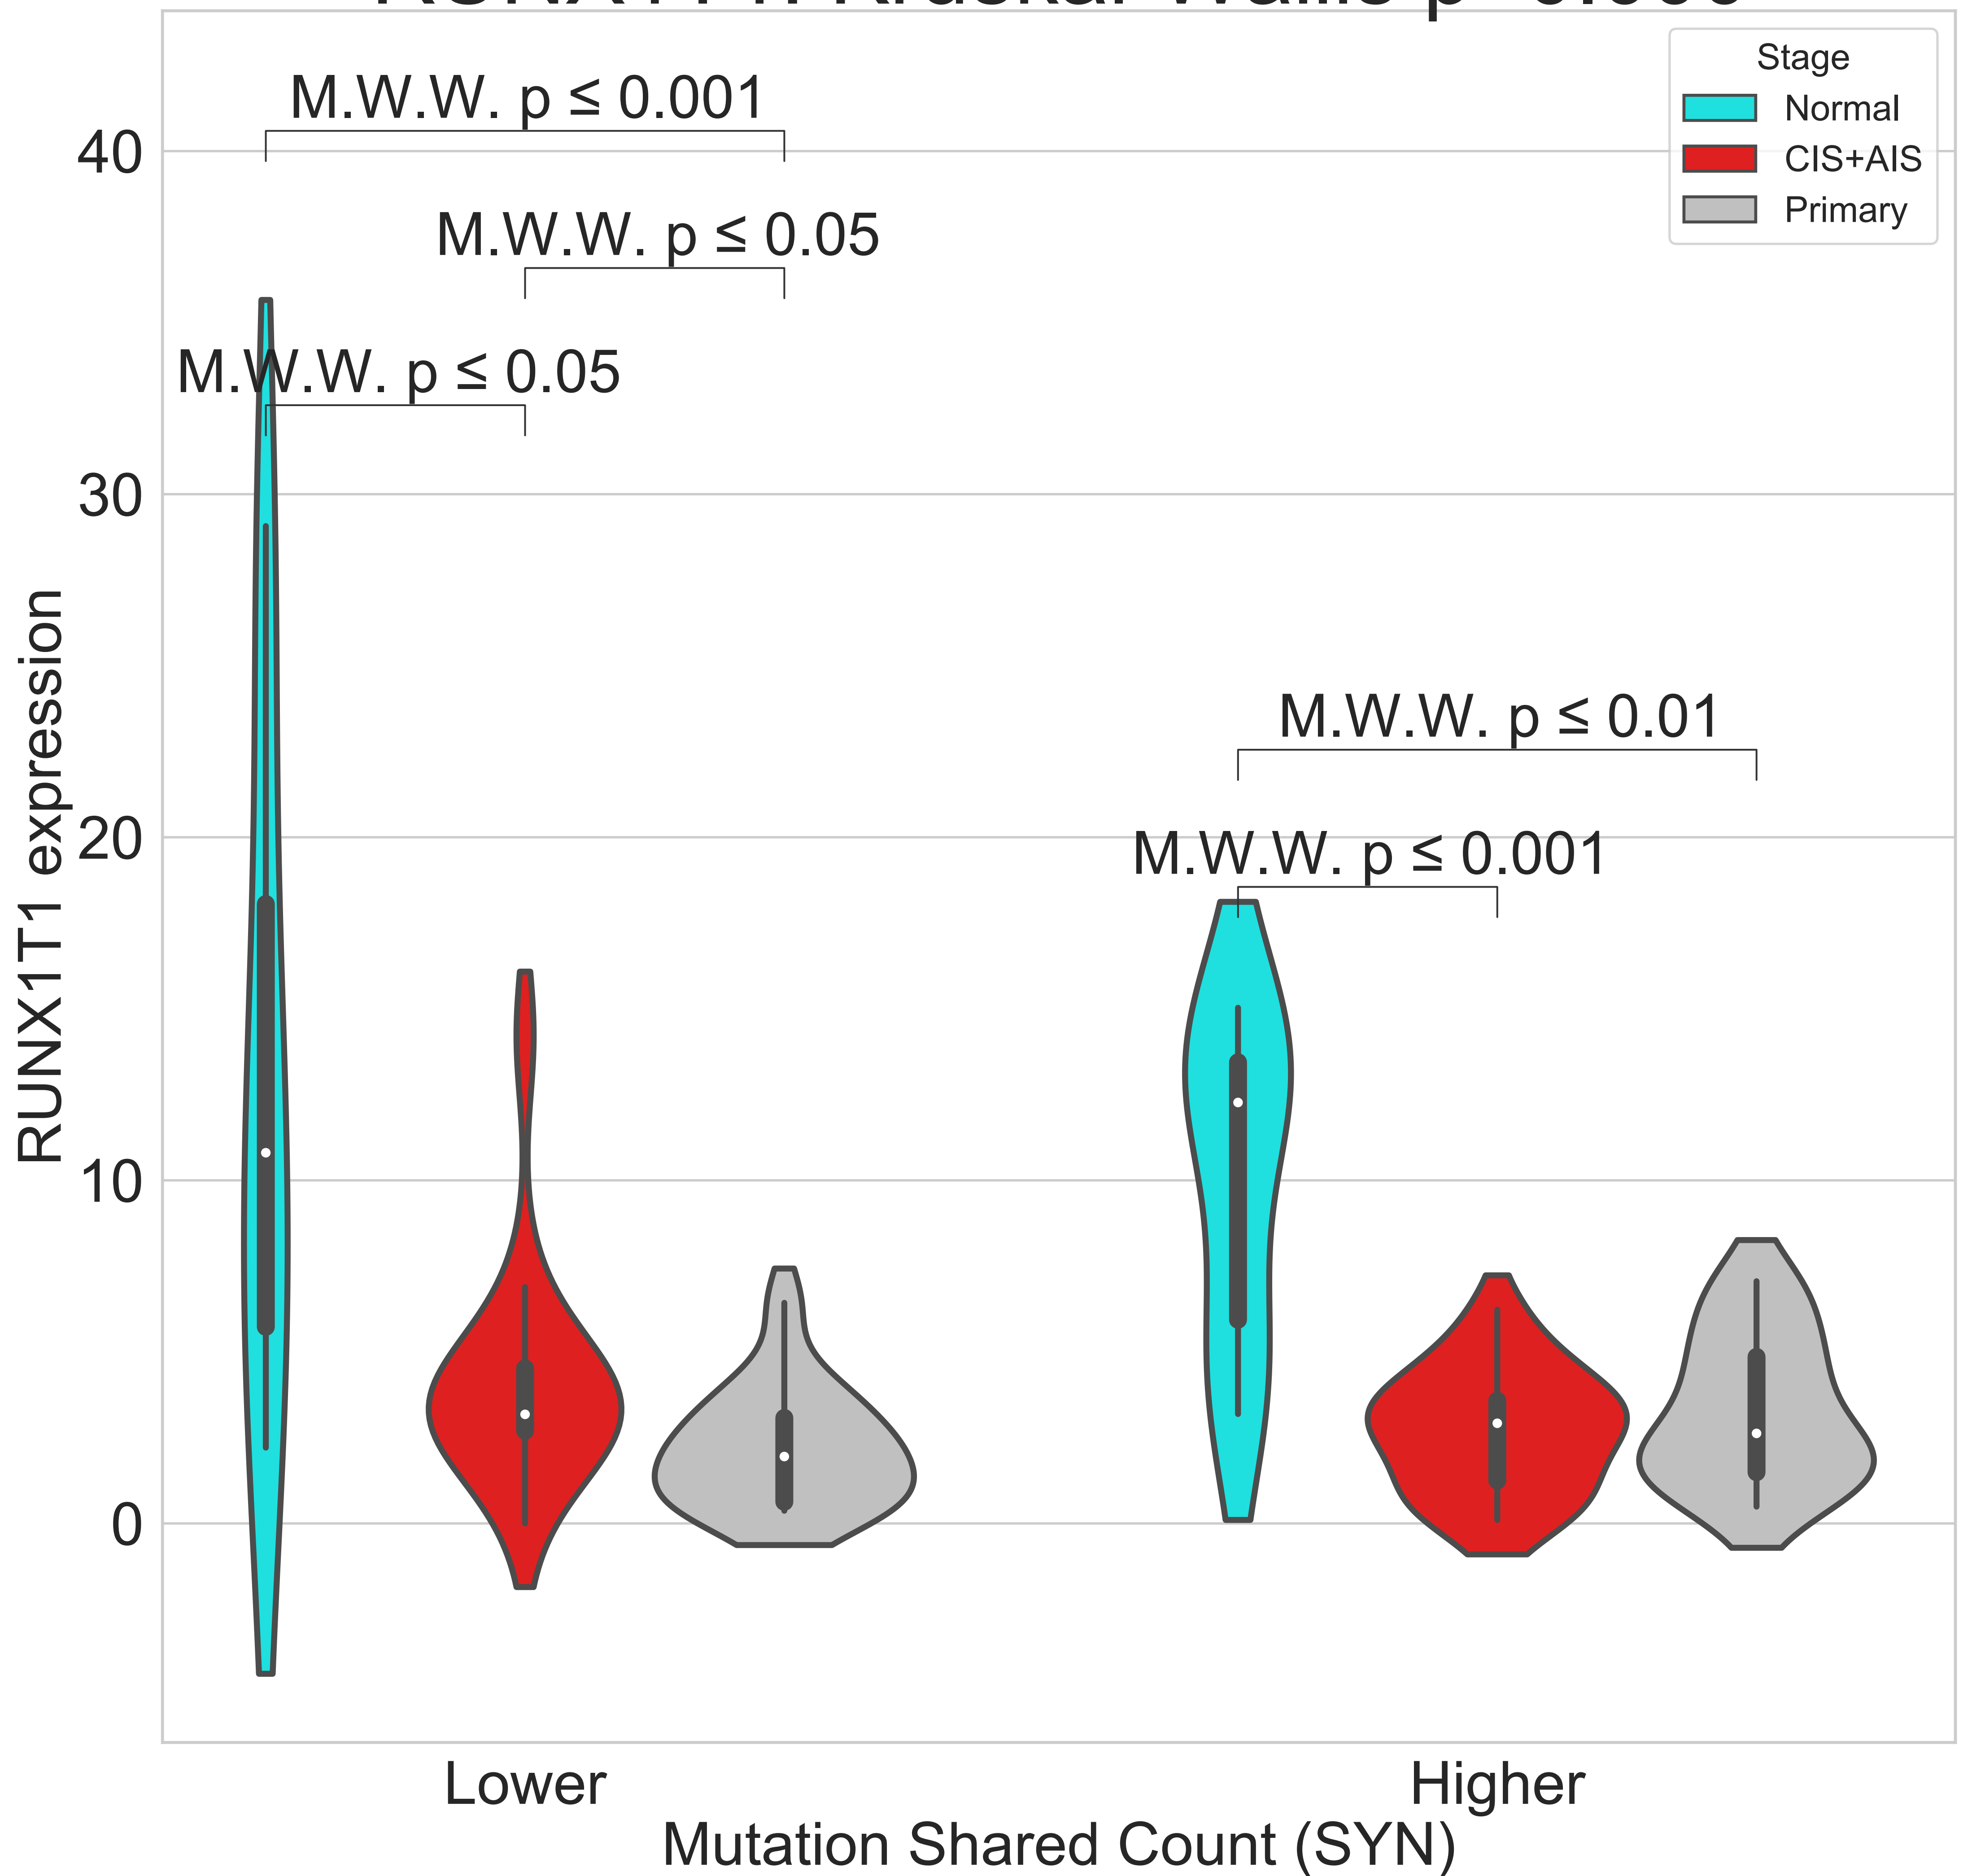 Stage
Normal
CIS+AIS
Primary
M.W.W. p ≤ 0.001
M.W.W. p ≤ 0.05
M.W.W. p ≤ 0.05
M.W.W. p ≤ 0.01
M.W.W. p ≤ 0.001
40
30
20
10
0
RUNX1T1 expression
Lower
Higher
Mutation Shared Count (SYN)